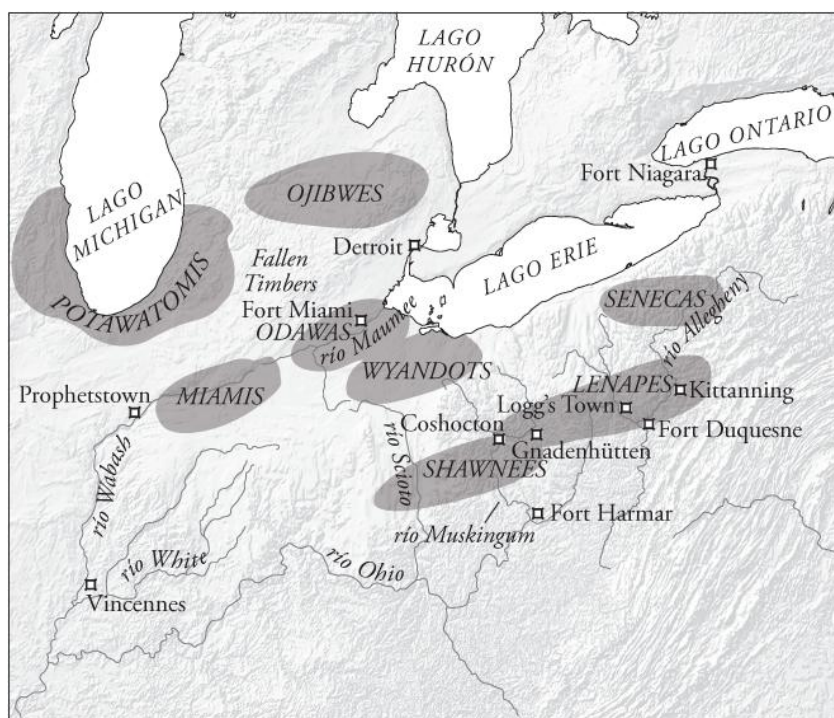 LAGO
HURÓN
LAGO ONTARIO
Fort Niagara
OJIBWES
LAGO
MICHIGAN
Detroit
LAGO ERIE
Fallen
Timbers
POTAWATOMIS
SENECAS
Fort Miami
ODAWAS
río Maumee
río Allegheny
WYANDOTS
Prophetstown
MIAMIS
LENAPES
Kittanning
Logg's Town
Coshocton
Fort Duquesne
Gnadenhütten
río Scioto
SHAWNEES
río Wabash
Fort Harmar
río Muskingum
río White
río Ohio
Vincennes